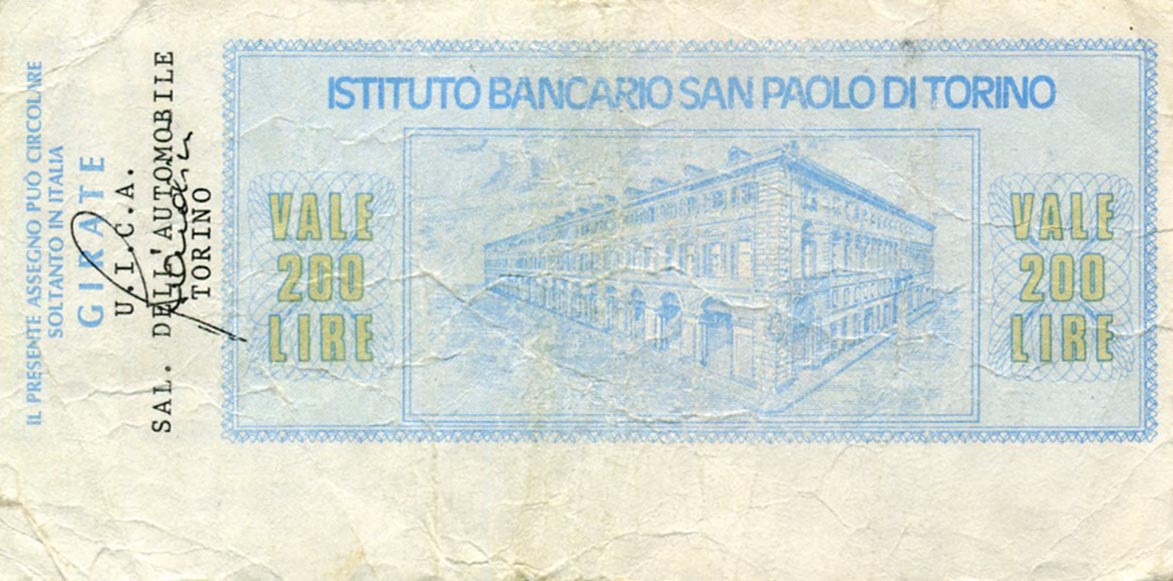 IL PRESENTE ASSEGNO PUÒ CIRCOLARE
SOLTANTO IN ITALIA
GIRATE
U.I.C.A.
SAL. DELL'AUTOMOBILE
TORINO
ISTITUTO BANCARIO SAN PAOLO DI TORINO
VALE
200
LIRE
VALE
200
LIRE